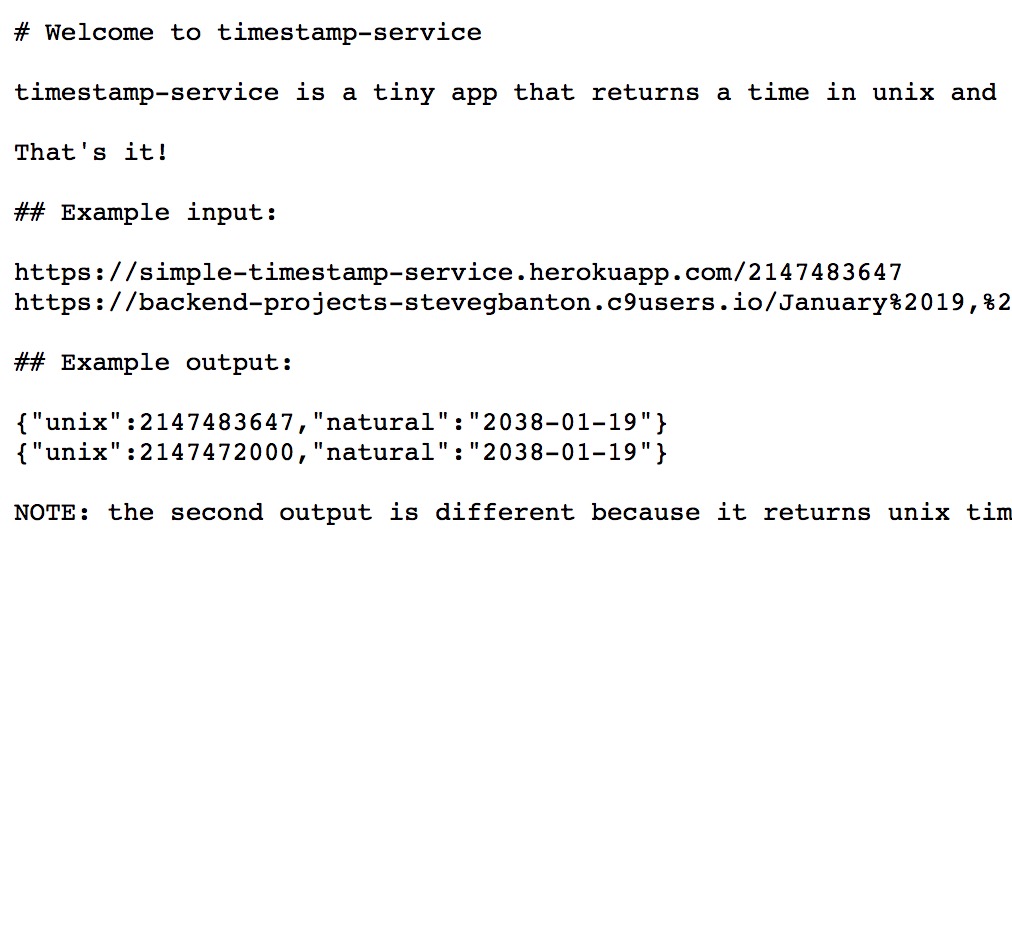 # Welcome to timestamp-service
timestamp-service is a tiny app that returns a time in unix and
That's it!
## Example input:
https://simple-timestamp-service.herokuapp.com/2147483647
https://backend-projects-stevegbanton.c9users.io/January%2019,%2
## Example output:
{"unix":2147483647,"natural":"2038-01-19"}
{"unix":2147472000,"natural":"2038-01-19"}
NOTE: the second output is different because it returns unix tim